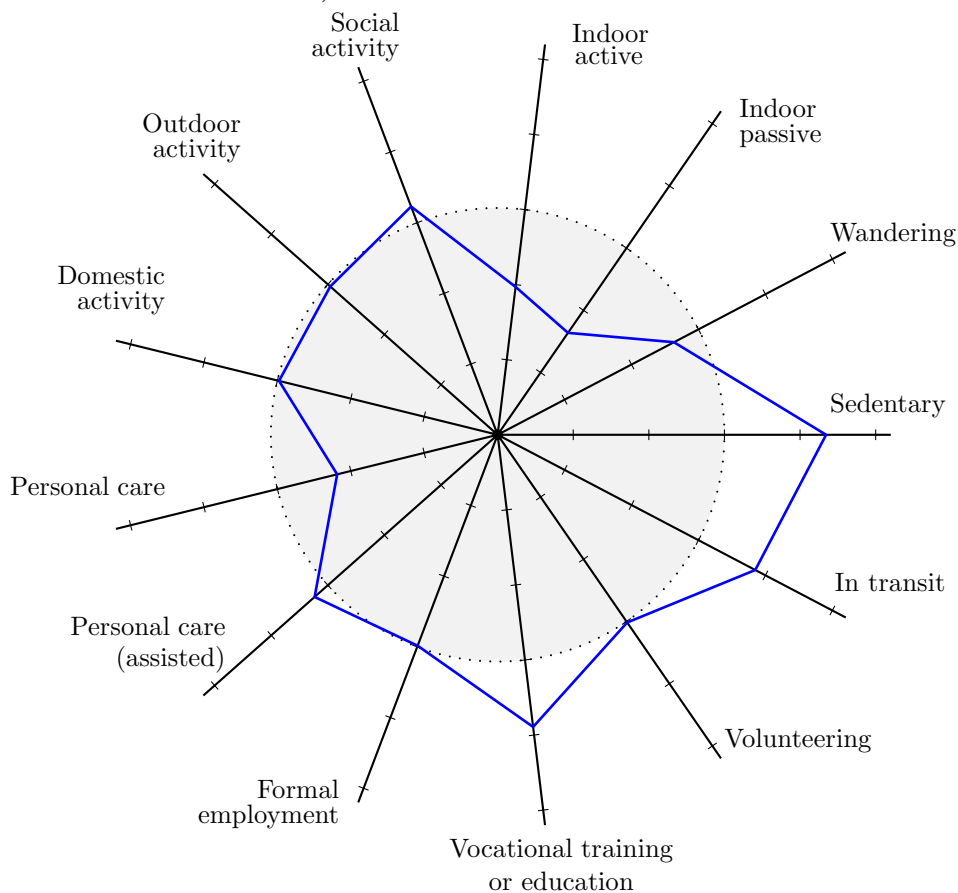 Social
activity
Indoor
active
Indoor
passive
Outdoor
activity
Wandering
Domestic
activity
Sedentary
Personal care
In transit
Personal care
(assisted)
Volunteering
Formal
employment
Vocational training
or education